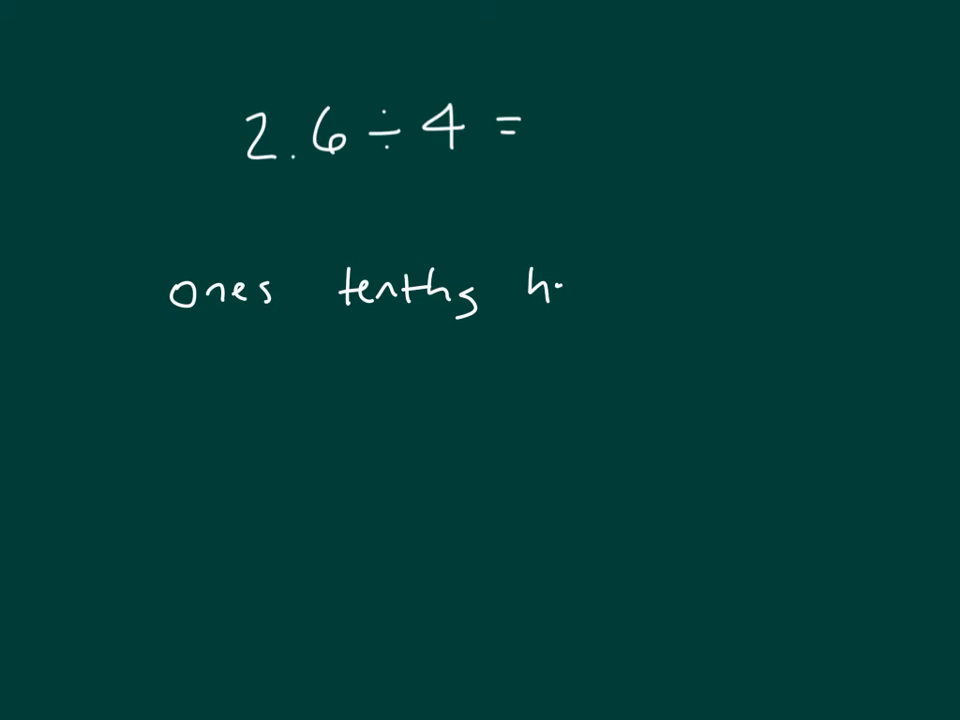 2.6 ÷ 4 =
ones tenths h